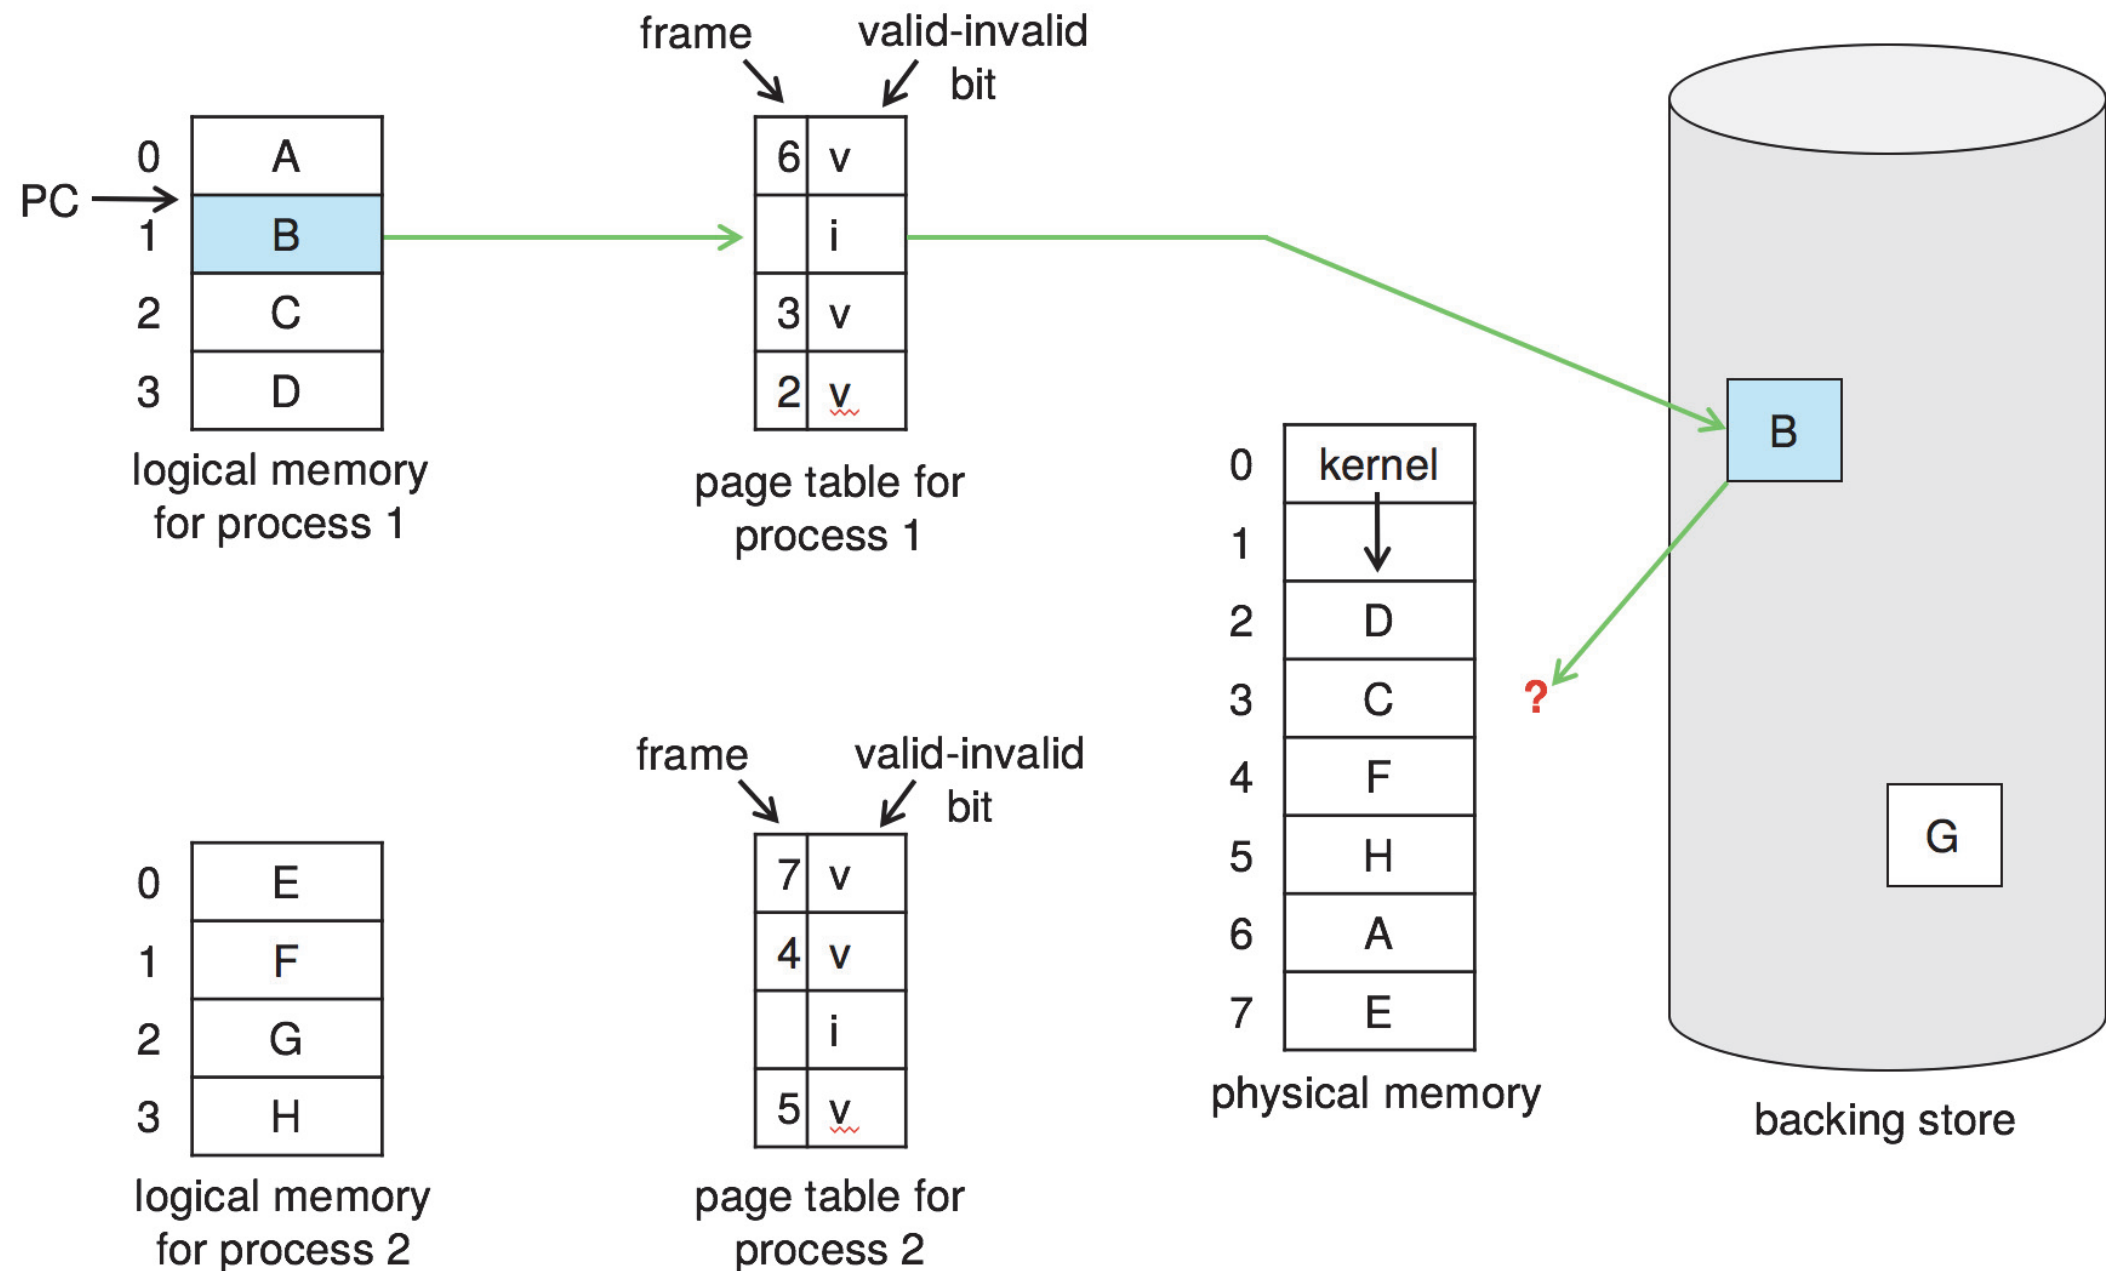 frame
valid-invalid
bit
PC
0 A
1 B
2 C
3 D
logical memory
for process 1
6 v
i
3 v
2 v
page table for
process 1
0 E
1 F
2 G
3 H
logical memory
for process 2
frame
valid-invalid
bit
7 v
4 v
i
5 v
page table for
process 2
0 kernel
1
2 D
3 C
4 F
5 H
6 A
7 E
physical memory
?
B
G
backing store